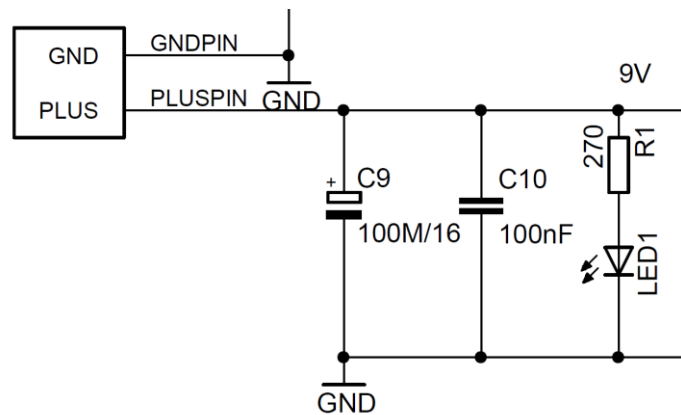 GND
GNDPIN
PLUS
PLUSPIN
GND
9V
+
C9
100M/16
C10
100nF
270
R1
LED1
GND